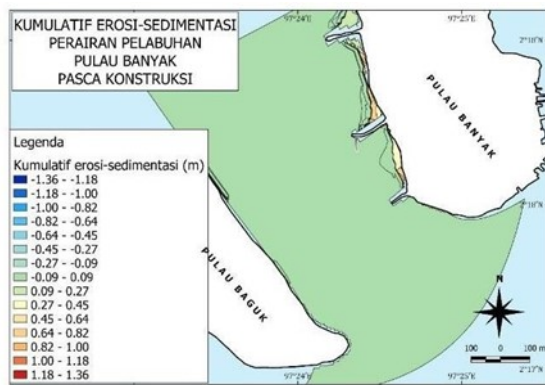 KUMULATIF EROSI-SEDIMENTASI
PERAIRAN PELABUHAN
PULAU BANYAK
PASCA KONSTRUKSI
97°24'E
97°25'E
2°18'N
PULAU BANYAK
Legenda
Kumulatif erosi-sedimentasi (m)
-1.36 - -1.18
-1.18 - -1.00
-1.00 - -0.82
-0.82 - -0.64
-0.64 - -0.45
-0.45 - -0.27
-0.27 - -0.09
-0.09 - 0.09
0.09 - 0.27
0.27 - 0.45
0.45 - 0.64
0.64 - 0.82
0.82 - 1.00
1.00 - 1.18
1.18 - 1.36
2°18'N
PULAU BAGUK
N
100 0 100 m
97°24'E
97°25'E
2°17'N